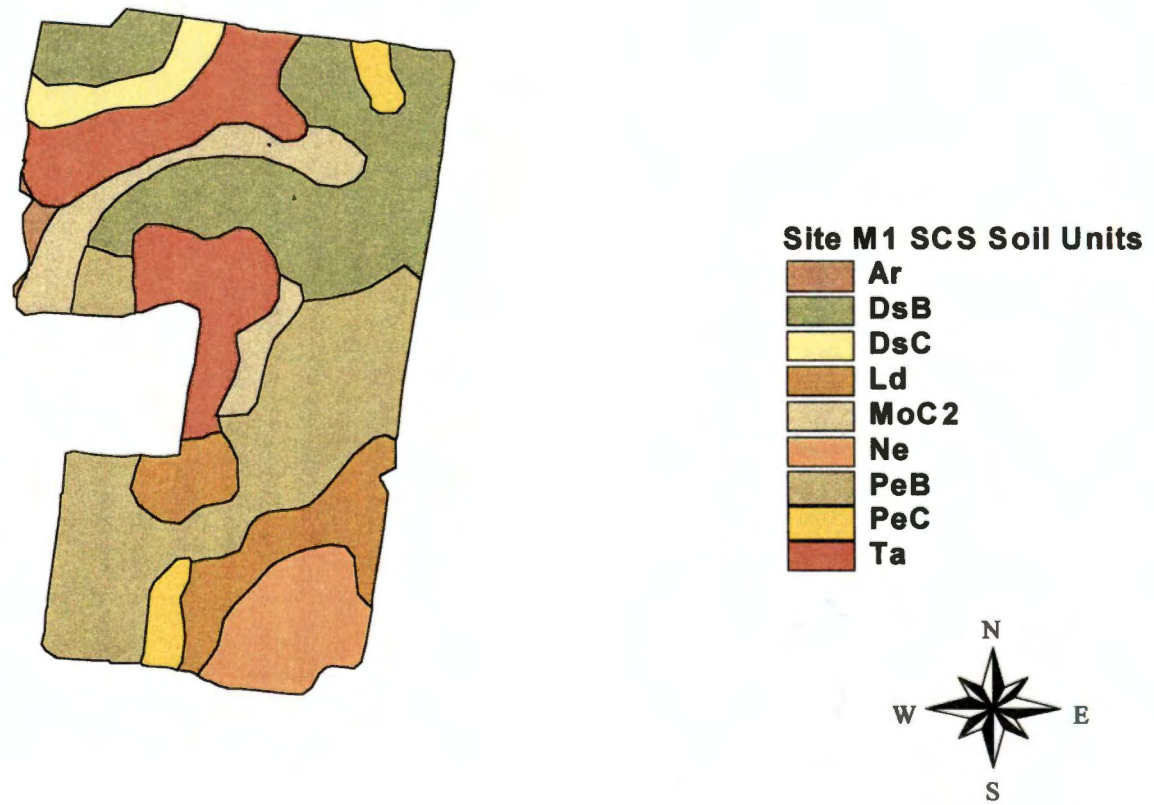 Site M1 SCS Soil Units
Ar
DsB
DsC
Ld
MoC2
Ne
PeB
PeC
Ta
N
W E
S